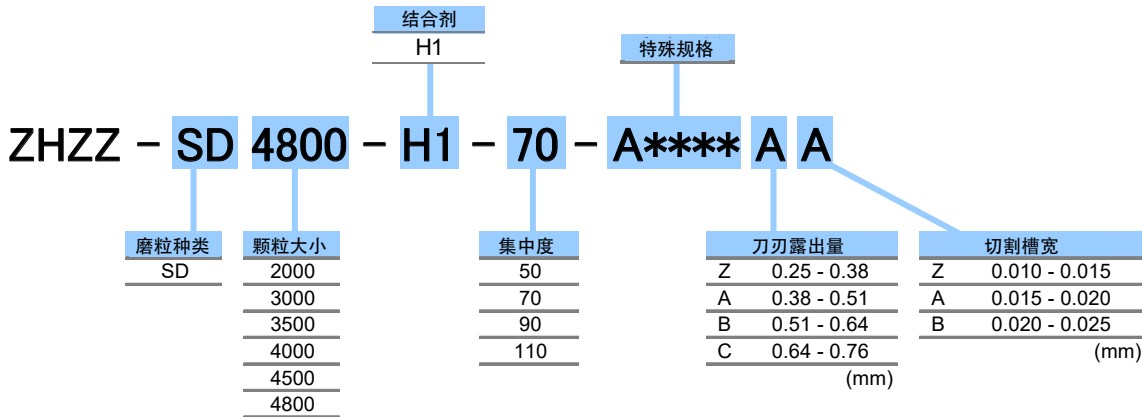 结合剂
H1
特殊规格
ZHZZ - SD 4800 - H1 - 70 - A**** A A
磨粒种类
SD
颗粒大小
2000
3000
3500
4000
4500
4800
集中度
50
70
90
110
刀刃露出量
Z 0.25 - 0.38
A 0.38 - 0.51
B 0.51 - 0.64
C 0.64 - 0.76
(mm)
切割槽宽
Z 0.010 - 0.015
A 0.015 - 0.020
B 0.020 - 0.025
(mm)